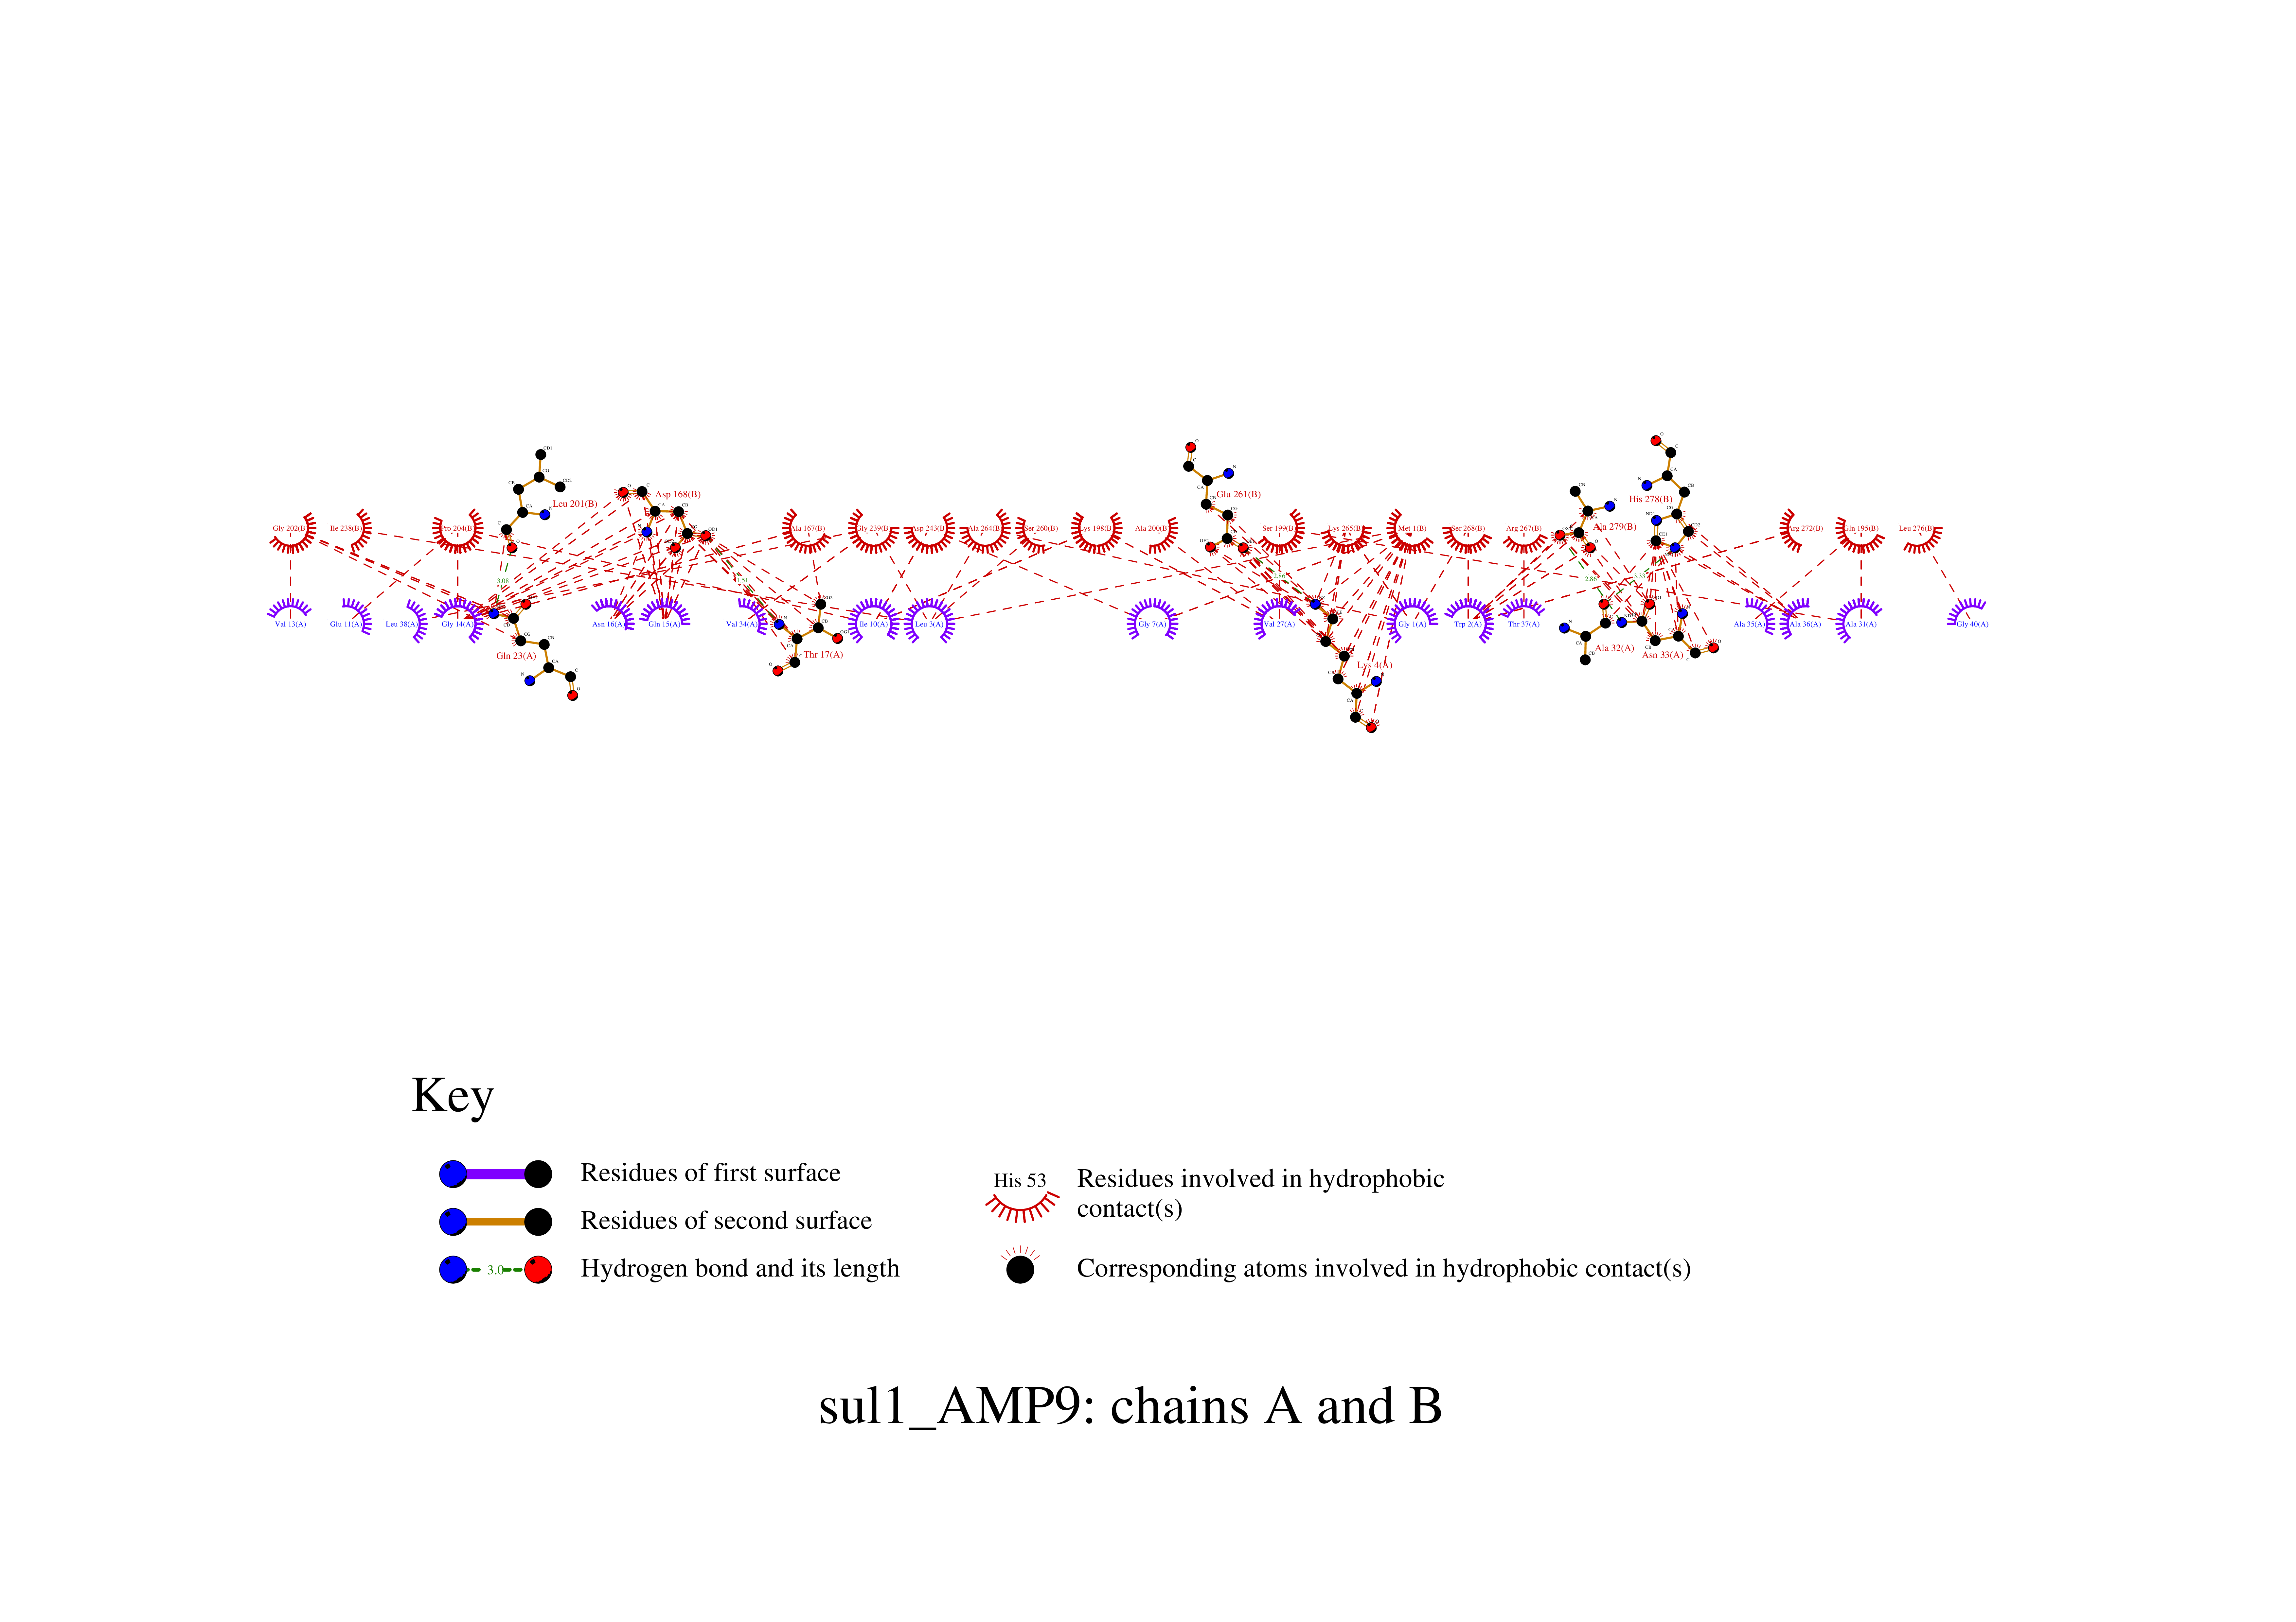 Leu 201(B)
Asp 168(B)
Glu 261(B)
His 278(B)
Ala 279(B)
Gly 202(B) Ile 238(B) Pro 204(B) Ala 167(B) Gly 239(B) Asp 243(B) Ala 264(B) Ser 260(B) Lys 198(B) Ala 200(B) Ser 199(B) Lys 265(B) Met 1(B) Ser 268(B) Arg 267(B) Arg 272(B) Gln 195(B) Leu 276(B)
3.08 2.86 2.86 3.33
Val 13(A) Glu 11(A) Leu 38(A) Gly 14(A) Asn 16(A) Gln 15(A) Val 34(A) Ile 10(A) Leu 3(A) Gly 7(A) Val 27(A) Gly 1(A) Trp 2(A) Thr 37(A) Ala 35(A) Ala 36(A) Ala 31(A) Gly 40(A)
Gln 23(A) Thr 17(A) Lys 4(A) Ala 32(A) Asn 33(A)
Key
Residues of first surface
Residues of second surface
3.0
Hydrogen bond and its length
His 53
Residues involved in hydrophobic
contact(s)
Corresponding atoms involved in hydrophobic contact(s)
sul1_AMP9: chains A and B